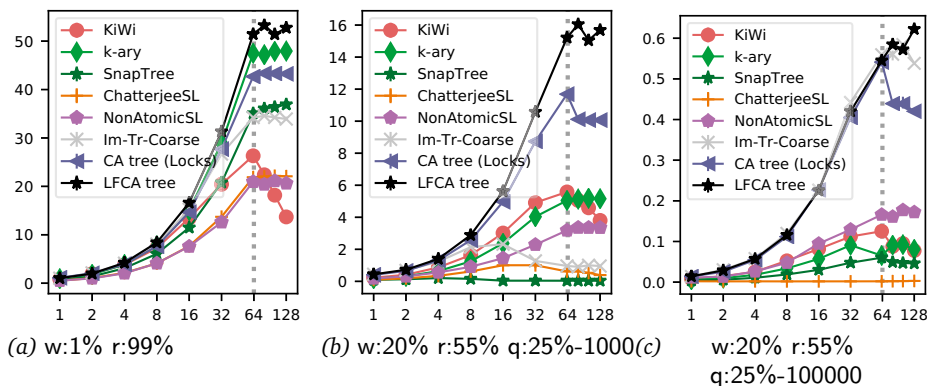 50
40
30
20
10
0
1 2 4 8 16 32 64 128
KiWi
k-ary
SnapTree
ChatterjeeSL
NonAtomicSL
Im-Tr-Coarse
CA tree (Locks)
LFCA tree
(a) w:1% r:99%
16
14
12
10
8
6
4
2
0
1 2 4 8 16 32 64 128
KiWi
k-ary
SnapTree
ChatterjeeSL
NonAtomicSL
Im-Tr-Coarse
CA tree (Locks)
LFCA tree
(b) w:20% r:55% q:25%-1000
0.6
0.5
0.4
0.3
0.2
0.1
0.0
1 2 4 8 16 32 64 128
KiWi
k-ary
SnapTree
ChatterjeeSL
NonAtomicSL
Im-Tr-Coarse
CA tree (Locks)
LFCA tree
(c) w:20% r:55%
q:25%-100000